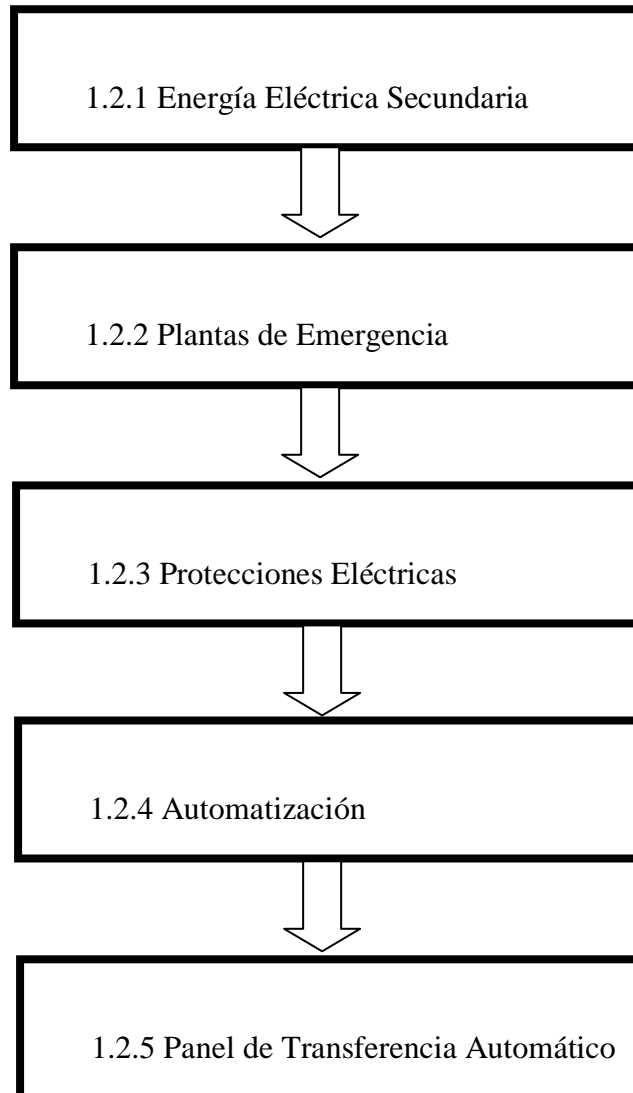 1.2.1 Energía Eléctrica Secundaria
1.2.2 Plantas de Emergencia
1.2.3 Protecciones Eléctricas
1.2.4 Automatización
1.2.5 Panel de Transferencia Automático